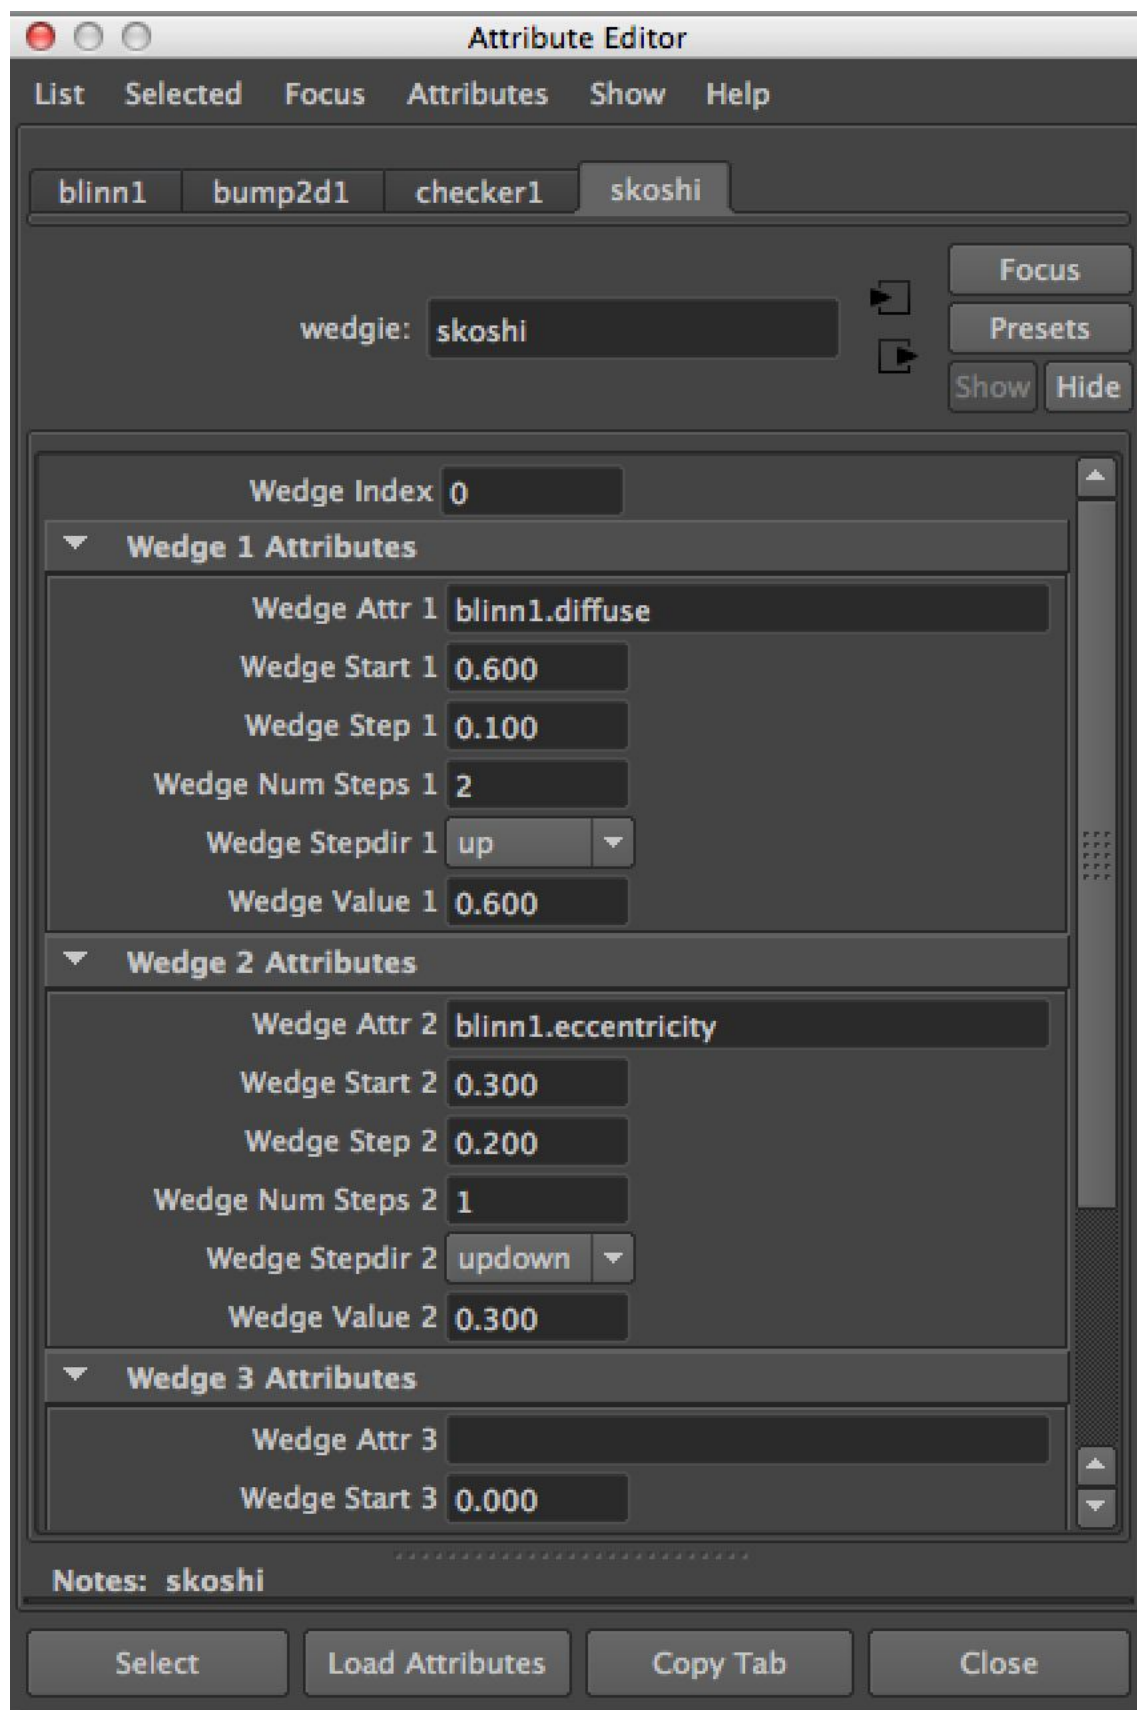 Attribute Editor
List Selected Focus Attributes Show Help
blinn1 bump2d1 checker1 skoshi
Focus
wedgie: skoshi
Presets
Show Hide
Wedge Index 0
Wedge 1 Attributes
Wedge Attr 1 blinn1.diffuse
Wedge Start 1 0.600
Wedge Step 1 0.100
Wedge Num Steps 1 2
Wedge Stepdir 1 up
Wedge Value 1 0.600
Wedge 2 Attributes
Wedge Attr 2 blinn1.eccentricity
Wedge Start 2 0.300
Wedge Step 2 0.200
Wedge Num Steps 2 1
Wedge Stepdir 2 updown
Wedge Value 2 0.300
Wedge 3 Attributes
Wedge Attr 3
Wedge Start 3 0.000
Notes: skoshi
Select Load Attributes Copy Tab Close